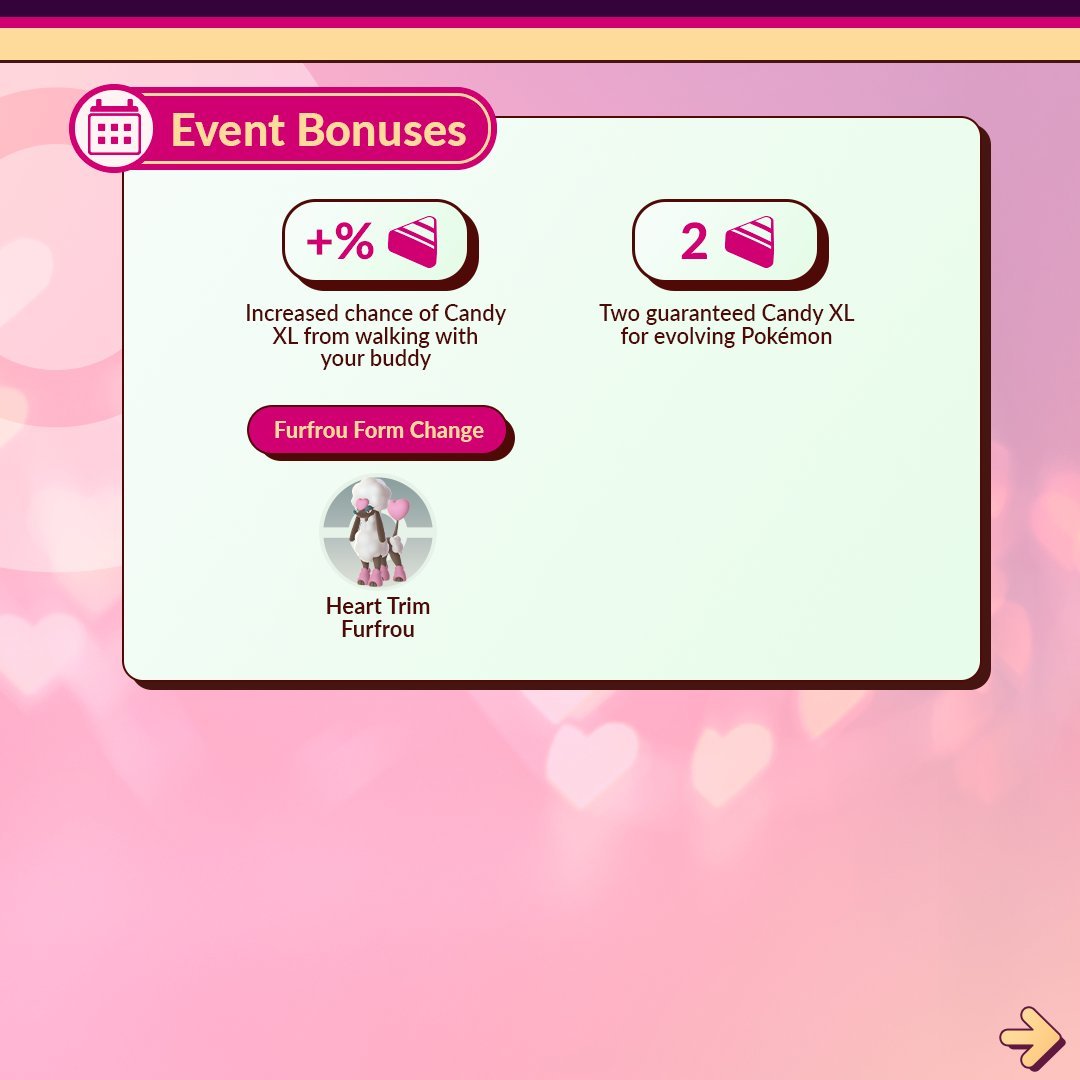 Event Bonuses
+%
Increased chance of Candy
XL from walking with
your buddy
2
Two guaranteed Candy XL
for evolving Pokémon
Furfrou Form Change
Heart Trim
Furfrou